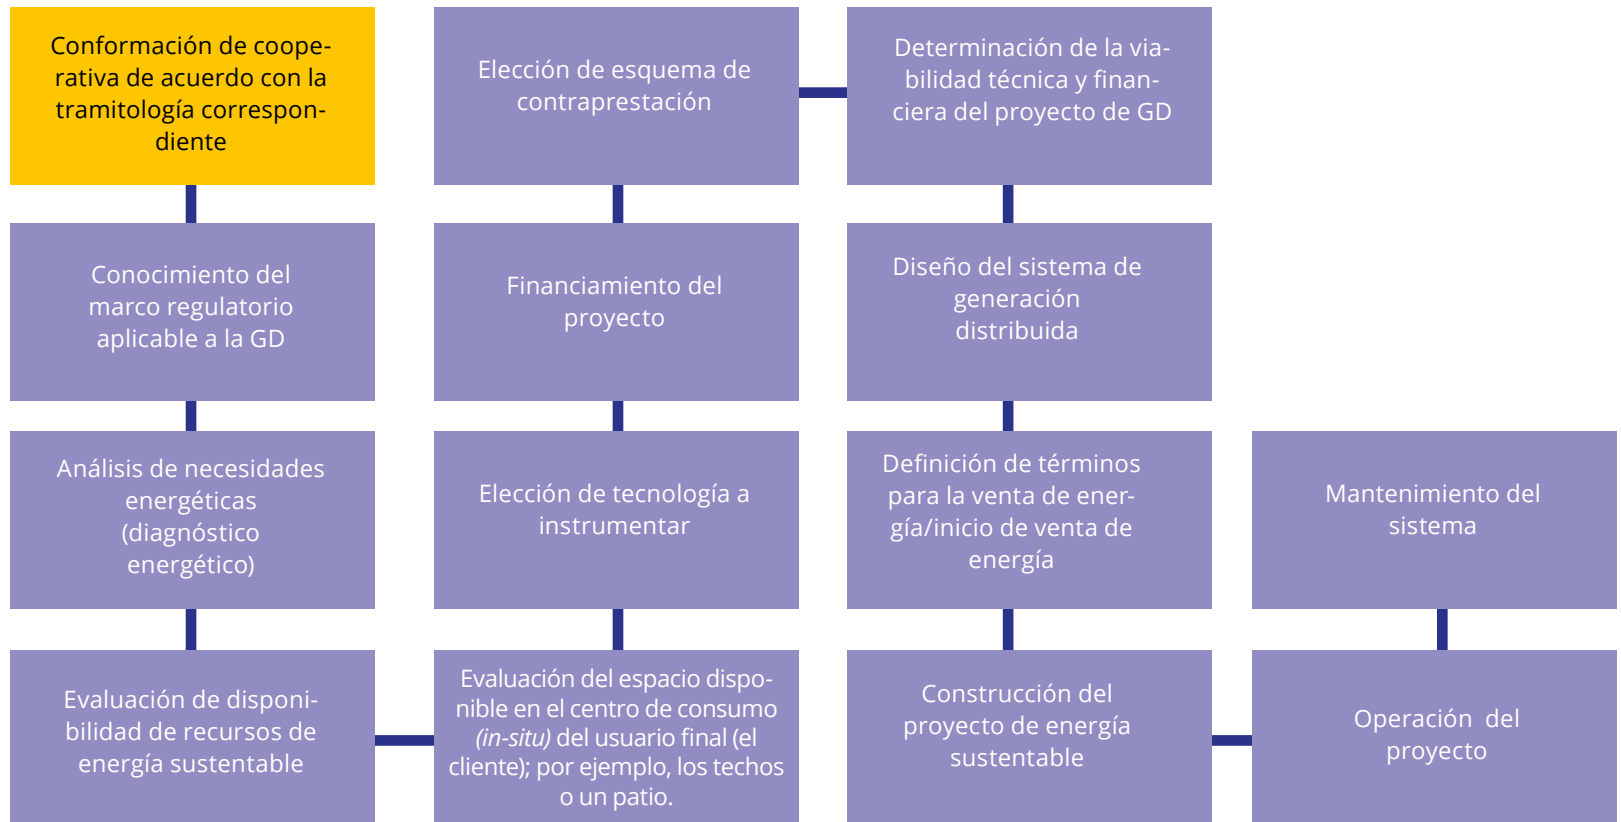 Conformación de coope-
rativa de acuerdo con la
tramitología correspon-
diente
Conocimiento del
marco regulatorio
aplicable a la GD
Análisis de necesidades
energéticas
(diagnóstico
energético)
Evaluación de disponi-
bilidad de recursos de
energía sustentable
Evaluación del espacio dispo-
nible en el centro de consumo
(in-situ) del usuario final (el
cliente); por ejemplo, los techos
o un patio.
Elección de tecnología a
instrumentar
Financiamiento del
proyecto
Elección de esquema de
contraprestación
Determinación de la via-
bilidad técnica y finan-
ciera del proyecto de GD
Diseño del sistema de
generación
distribuida
Definición de términos
para la venta de ener-
gía/inicio de venta de
energía
Construcción del
proyecto de energía
sustentable
Operación del
proyecto
Mantenimiento del
sistema